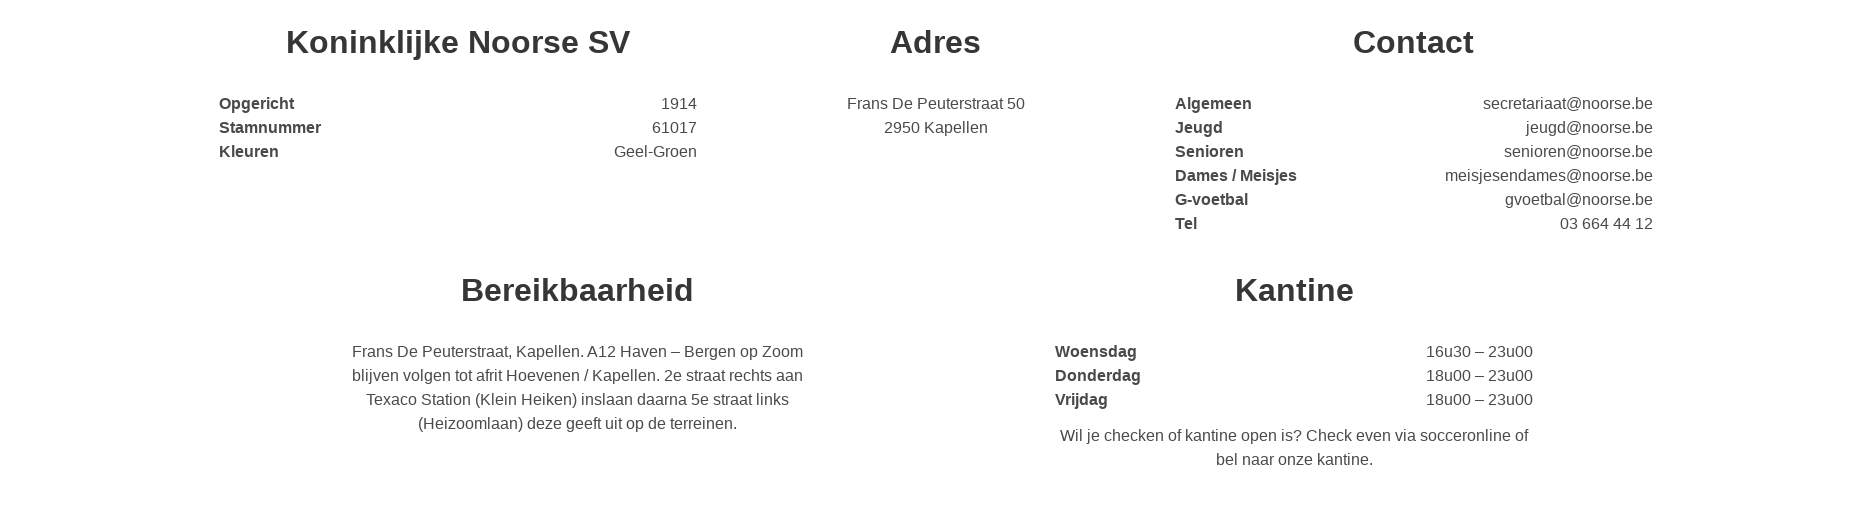 Koninklijke Noorse SV
Opgericht 1914
Stamnummer 61017
Kleuren Geel-Groen
Adres
Frans De Peuterstraat 50
2950 Kapellen
Contact
Algemeen secretariaat@noorse.be
Jeugd jeugd@noorse.be
Senioren senioren@noorse.be
Dames / Meisjes meisjesendames@noorse.be
G-voetbal gvoetbal@noorse.be
Tel 03 664 44 12
Bereikbaarheid
Frans De Peuterstraat, Kapellen. A12 Haven – Bergen op Zoom
blijven volgen tot afrit Hoevenen / Kapellen. 2e straat rechts aan
Texaco Station (Klein Heiken) inslaan daarna 5e straat links
(Heizoomlaan) deze geeft uit op de terreinen.
Kantine
Woensdag 16u30 – 23u00
Donderdag 18u00 – 23u00
Vrijdag 18u00 – 23u00
Wil je checken of kantine open is? Check even via socceronline of
bel naar onze kantine.